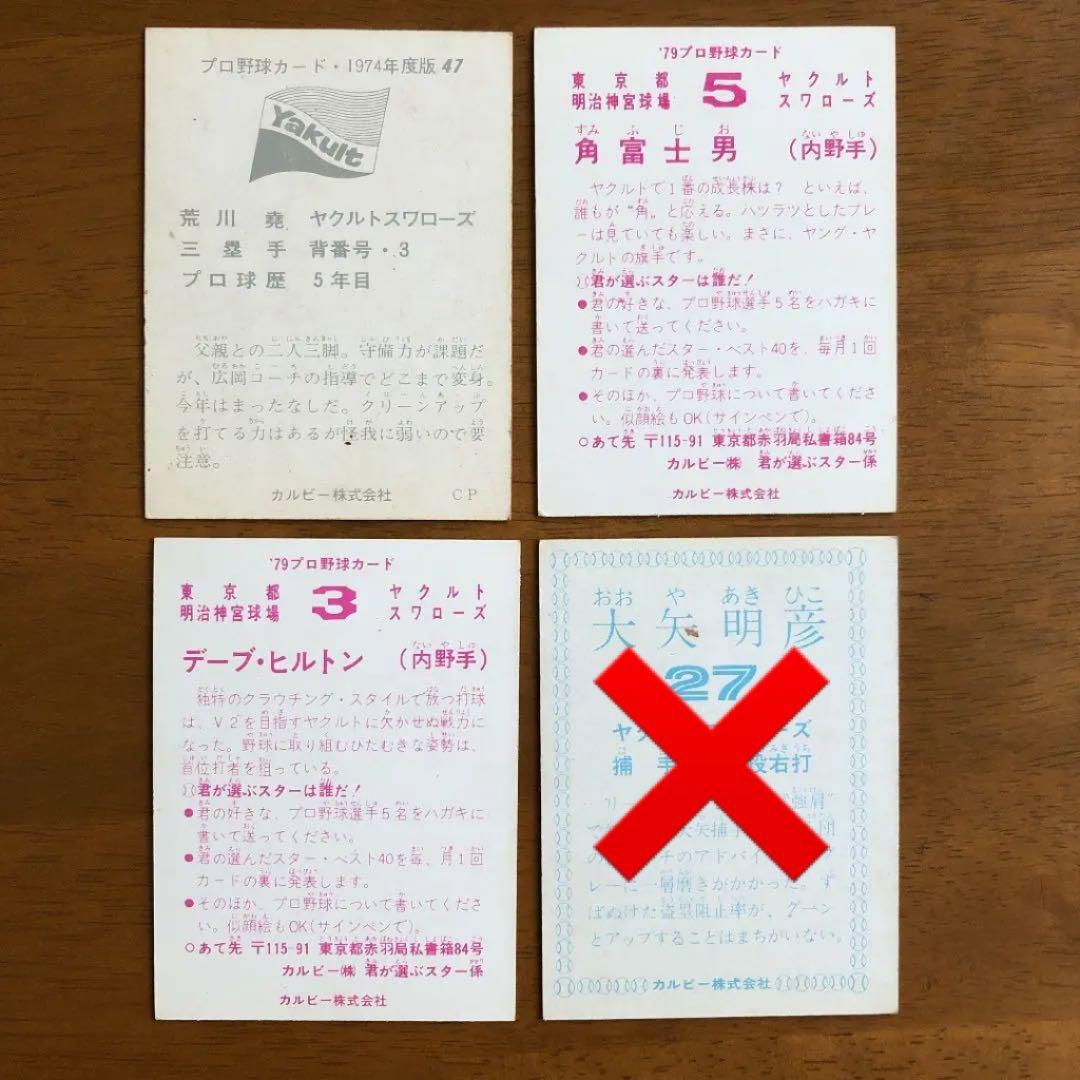 プロ野球カード・1974年度版 47
Yakult
荒川 堯 ヤクルトスワローズ
三塁手 背番号・3
プロ球歴 5年目
父親との二人三脚。守備力が課題だ
が、広岡コーチの指導でどこまで変身。
今年はまったなしだ。クリーンアップ
を打てる力はあるが怪我に弱いので要
注意。
カルビー株式会社 CP
'79プロ野球カード
東京都 5 ヤクルト
明治神宮球場 スワローズ
すみ ふじお ないやしゅ
角富士男 (内野手)
ヤクルトで1番の成長株は? といえば、
誰もが“角〟と応える。ハツラツとしたプレ
ーは見ていても楽しい。まさに、ヤング・ヤ
クルトの旗手です。
君が選ぶスターは誰だ!
●君の好きな、プロ野球選手5名をハガキに
書いて送ってください。
●君の選んだスター・ベスト40を、毎月1回
カードの裏に発表します。
●そのほか、プロ野球について書いてくださ
い。似顔絵もOK(サインペンで)。
○あて先 〒115-91 東京都赤羽局私書箱84号
カルビー㈱ 君が選ぶスター係
カルビー株式会社
'79プロ野球カード
東京都 3 ヤクルト
明治神宮球場 スワローズ
ないやしゅ
デーブ・ヒルトン (内野手)
独特のクラウチング・スタイルで放つ打球
は、V2を目指すヤクルトに欠かせぬ戦力に
なった。野球に取り組むひたむきな姿勢は、
首位打者を狙っている。
君が選ぶスターは誰だ!
●君の好きな、プロ野球選手5名をハガキに
書いて送ってください。
●君の選んだスター・ベスト40を毎、月1回
カードの裏に発表します。
●そのほか、プロ野球について書いてくださ
い。似顔絵もOK(サインペンで)。
○あて先 〒115-91 東京都赤羽局私書箱84号
カルビー㈱ 君が選ぶスター係
カルビー株式会社
おお や あき ひこ
大矢明彦
27
ヤ ズ
捕 投右打
リー “強肩”
で 大矢捕手 団
の チのアドバイ
レーに一層磨きがかかった。ず
ばぬけた盗塁阻止率が、グーン
とアップすることはまちがいない。
カルビー株式会社